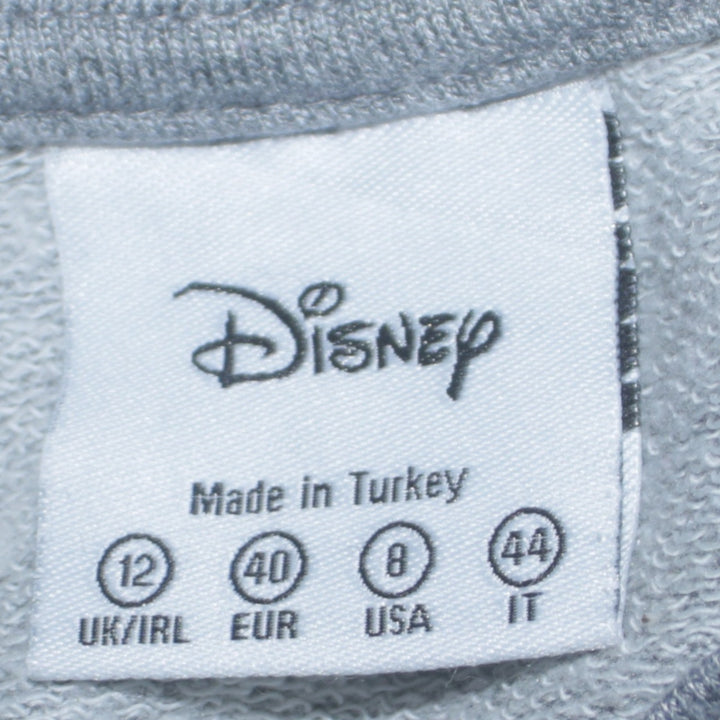 Disney
Made in Turkey
12 40 8 44
UK/IRL EUR USA IT